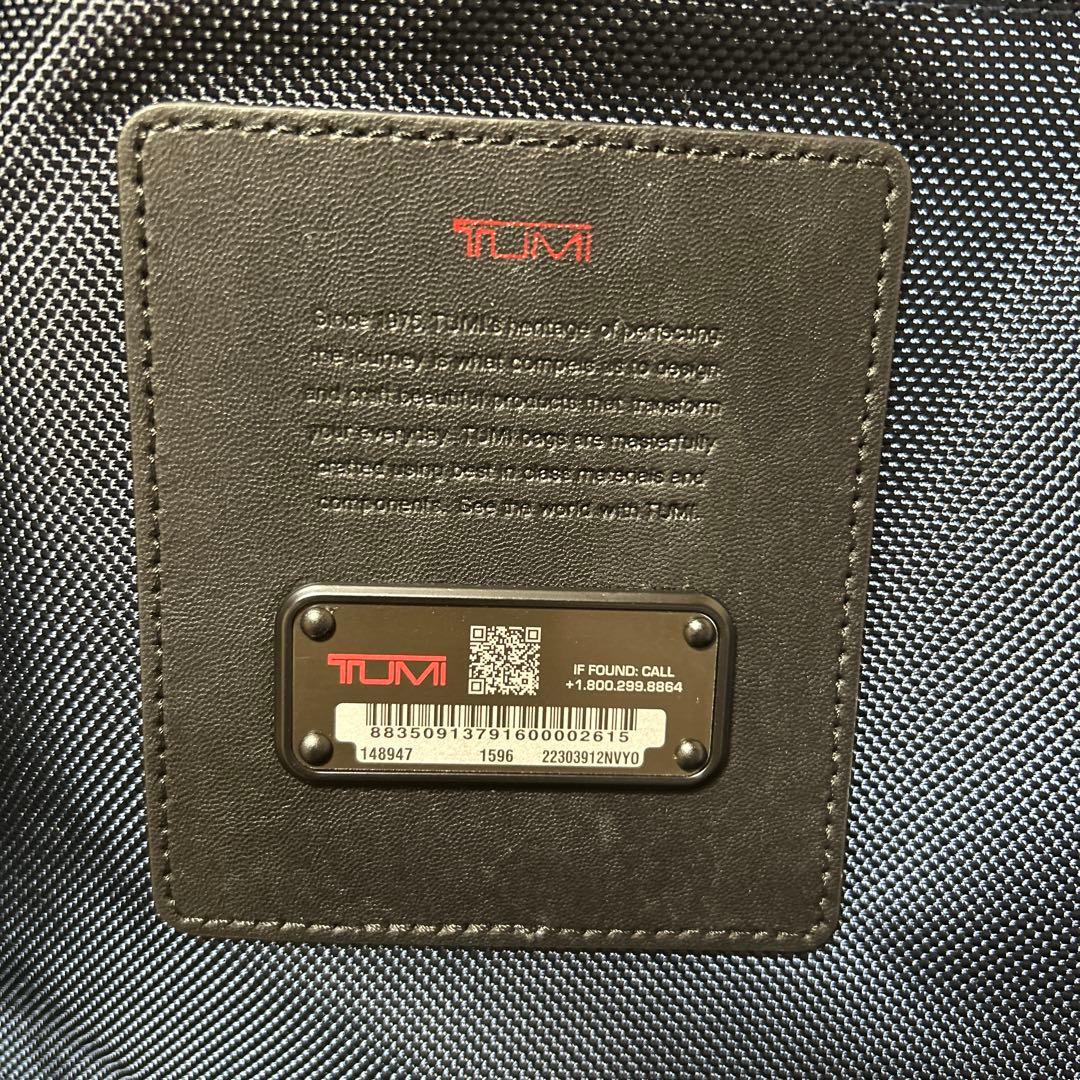 TUMI
Since 1975, TUMI's heritage of perfecting
the journey is what compels us to design
and craft beautiful products that transform
your everyday. TUMI bags are masterfully
crafted using best in class materials and
components. See the world with TUMI.
TUMI
IF FOUND: CALL
+1.800.299.8864
88350913791600002615
148947 1596 22303912NVYO